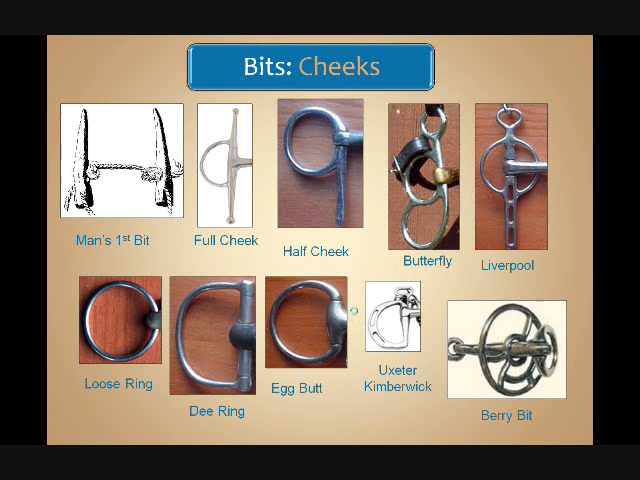 Bits: Cheeks
Man's 1st Bit
Full Cheek
Half Cheek
Butterfly
Liverpool
Loose Ring
Dee Ring
Egg Butt
Uxeter
Kimberwick
Berry Bit